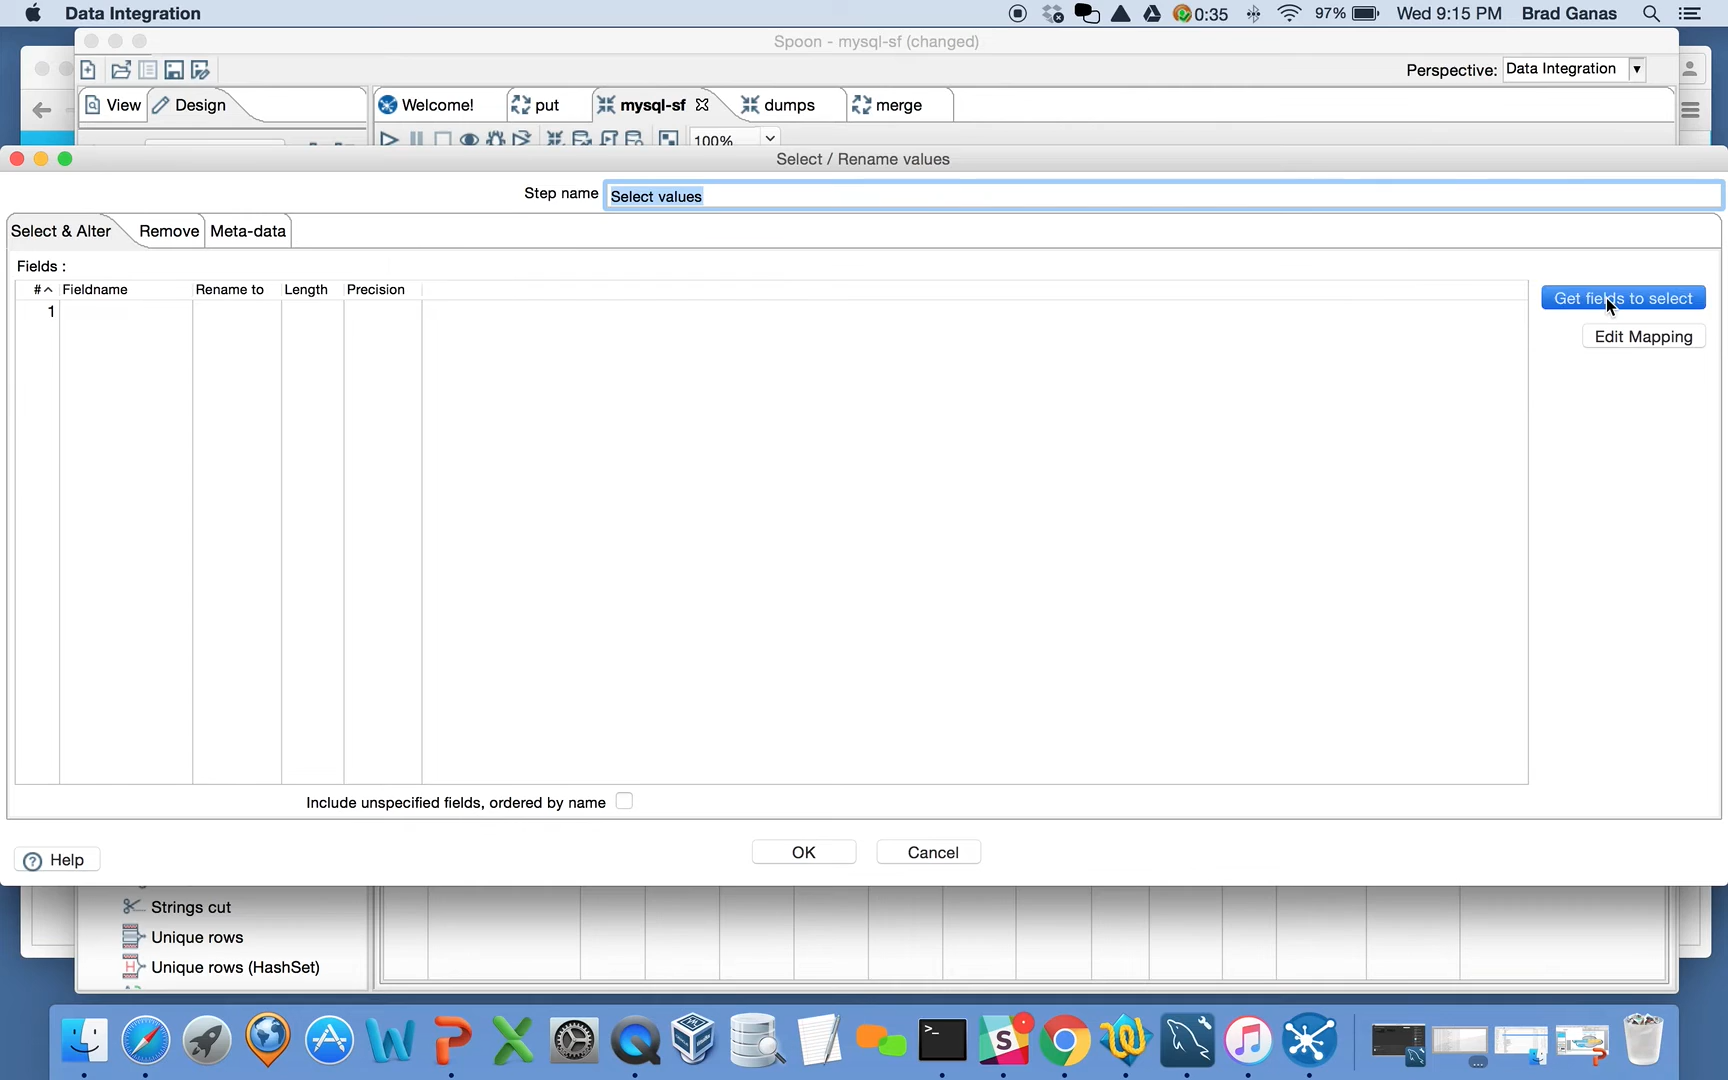 Data Integration
0:35
97%
Wed 9:15 PM
Brad Ganas
Spoon - mysql-sf (changed)
Perspective:
Data Integration
View
Design
Welcome!
put
mysql-sf
dumps
merge
100%
Select / Rename values
Step name
Select values
Select & Alter
Remove
Meta-data
Fields :
#
Fieldname
Rename to
Length
Precision
1
Get fields to select
Edit Mapping
Include unspecified fields, ordered by name
Help
OK
Cancel
Strings cut
Unique rows
Unique rows (HashSet)